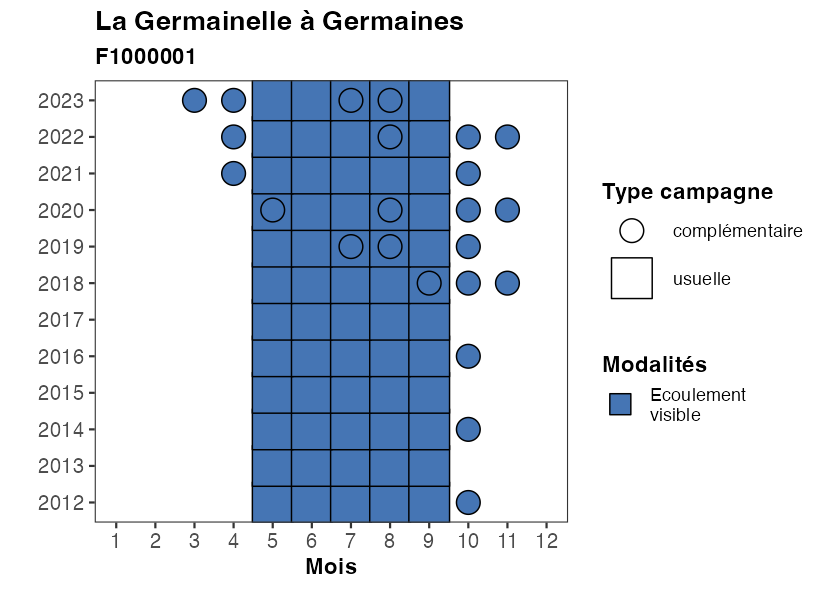 La Germainelle à Germaines
F1000001
2023
2022
2021
2020
2019
2018
2017
2016
2015
2014
2013
2012
1 2 3 4 5 6 7 8 9 10 11 12
Mois
Type campagne
complémentaire
usuelle
Modalités
Ecoulement
visible